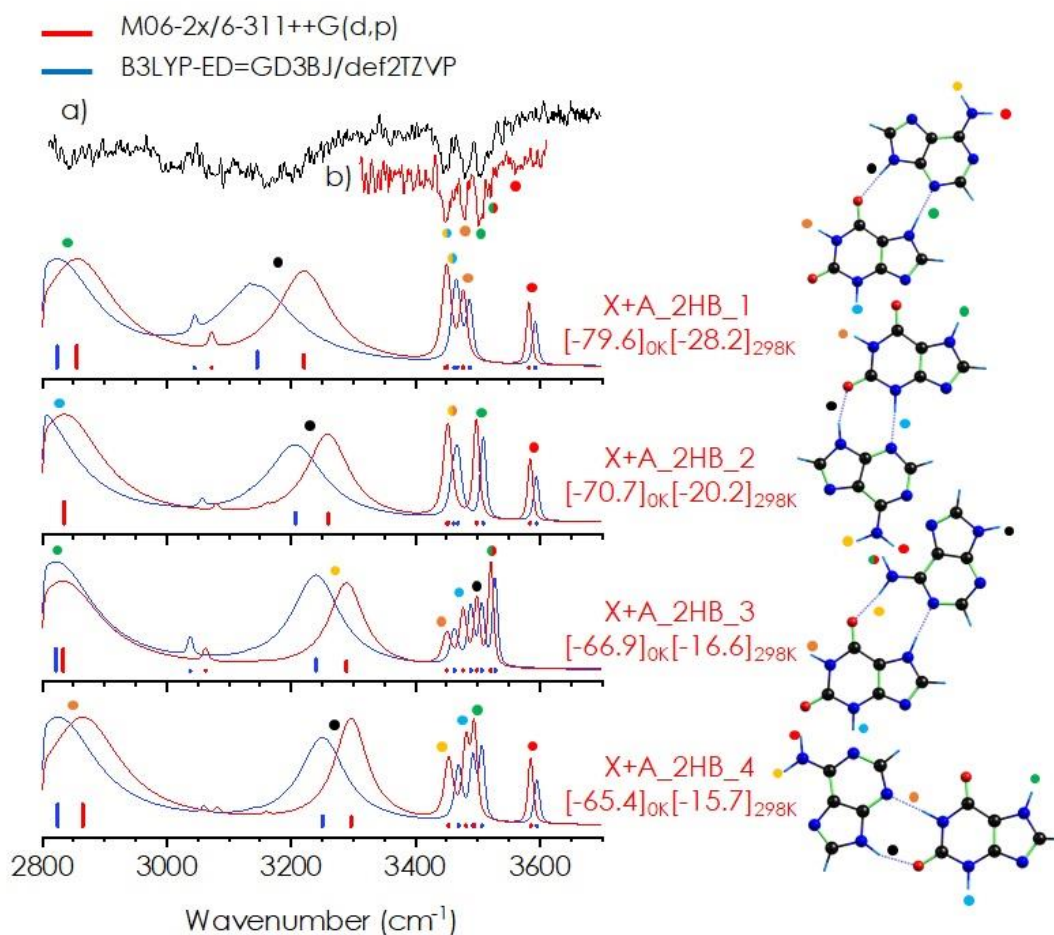 M06-2x/6-311++G(d,p)
B3LYP-ED=GD3BJ/def2TZVP
a)
b)
X+A_2HB_1
[-79.6]0K[-28.2]298K
X+A_2HB_2
[-70.7]0K[-20.2]298K
X+A_2HB_3
[-66.9]0K[-16.6]298K
X+A_2HB_4
[-65.4]0K[-15.7]298K
2800 3000 3200 3400 3600
Wavenumber (cm-1)